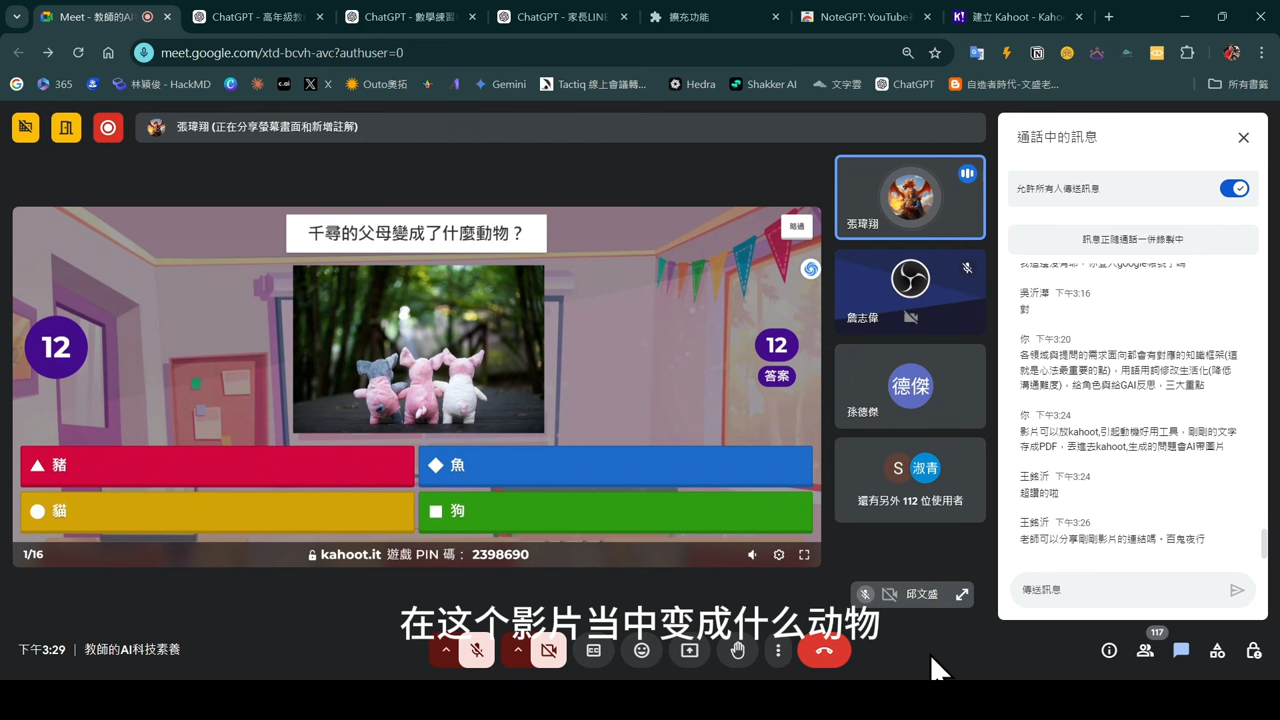 Meet - 教師的AI
ChatGPT - 高年級教
ChatGPT - 數學練習
ChatGPT - 家長LINE
擴充功能
NoteGPT: YouTube
建立 Kahoot - Kaho
meet.google.com/xtd-bcvh-avc?authuser=0
365
林穎俊 - HackMD
c.ai
X
Outo奧拓
Gemini
Tactiq 線上會議轉...
Hedra
Shakker AI
文字雲
ChatGPT
自造者時代-文盛老...
所有書籤
張瑋翔 (正在分享螢幕畫面和新增註解)
千尋的父母變成了什麼動物？
略過
12
12
答案
豬
魚
貓
狗
1/16
kahoot.it 遊戲 PIN 碼： 2398690
張瑋翔
詹志偉
德傑
孫德傑
S 淑青
還有另外 112 位使用者
邱文盛
通話中的訊息
允許所有人傳送訊息
訊息正隨通話一併錄製中
吳沂澕 下午3:16
對
你 下午3:20
各領域與提問的需求面向都會有對應的知識框架(這
就是心法最重要的點)，用語用詞修改生活化(降低
溝通難度)，給角色與給GAI反思，三大重點
你 下午3:24
影片可以放kahoot,引起動機好用工具，剛剛的文字
存成PDF，丟進去kahoot,生成的問題會AI帶圖片
王銘沂 下午3:24
超讚的啦
王銘沂 下午3:26
老師可以分享剛剛影片的連結嗎。百鬼夜行
傳送訊息
在这个影片当中变成什么动物
下午3:29 | 教師的AI科技素養
117